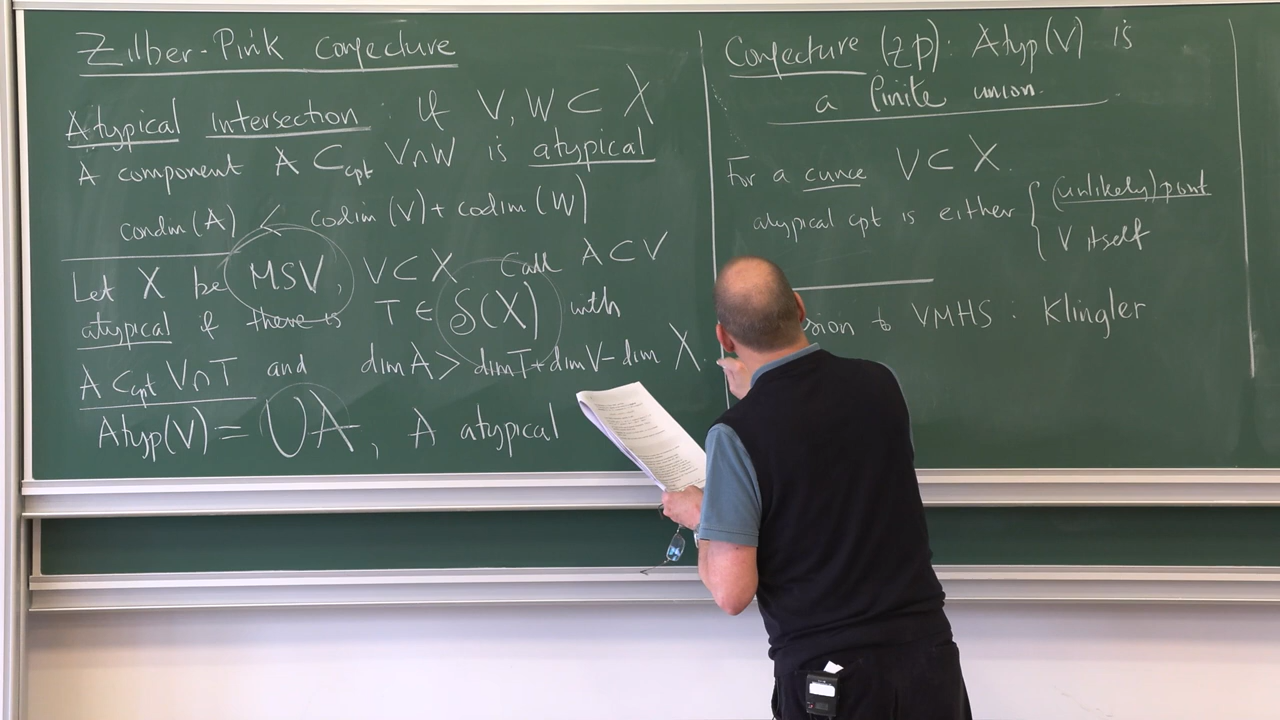 Zilber-Pink Conjecture
Atypical Intersection : if V, W ⊂ X
A component A ⊂cpt V∩W is atypical
condim(A) < codim(V) + codim(W)
Let X be MSV, V ⊂ X Call A ⊂ V
atypical if there is T ∈ S(X) with
A ⊂cpt V∩T and dim A > dim T + dim V - dim X.
Atyp(V) = ∪A, A atypical
Conjecture (ZP): Atyp(V) is
a finite union.
For a curve V ⊂ X.
atypical cpt is either { (unlikely) point
V itself
sion to VMHS : Klingler